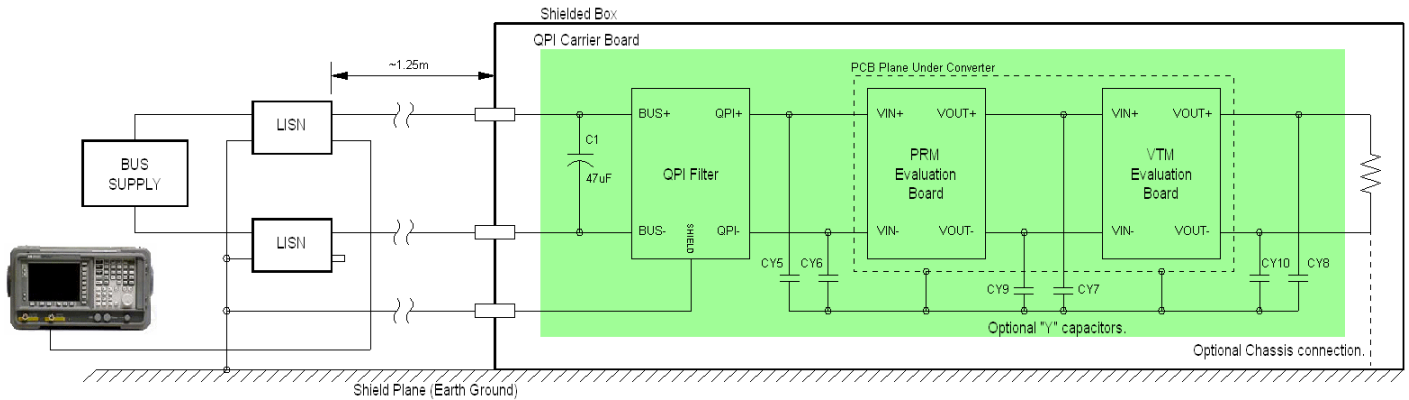 Shielded Box
QPI Carrier Board
~1.25m
PCB Plane Under Converter
LISN
BUS+
QPI+
VIN+
VOUT+
VIN+
VOUT+
C1
47uF
BUS
SUPPLY
QPI Filter
PRM
Evaluation
Board
VTM
Evaluation
Board
LISN
BUS-
SHIELD
QPI-
VIN-
VOUT-
VIN-
VOUT-
CY5
CY6
CY9
CY7
CY10
CY8
Optional "Y" capacitors.
Optional Chassis connection.
Shield Plane (Earth Ground)